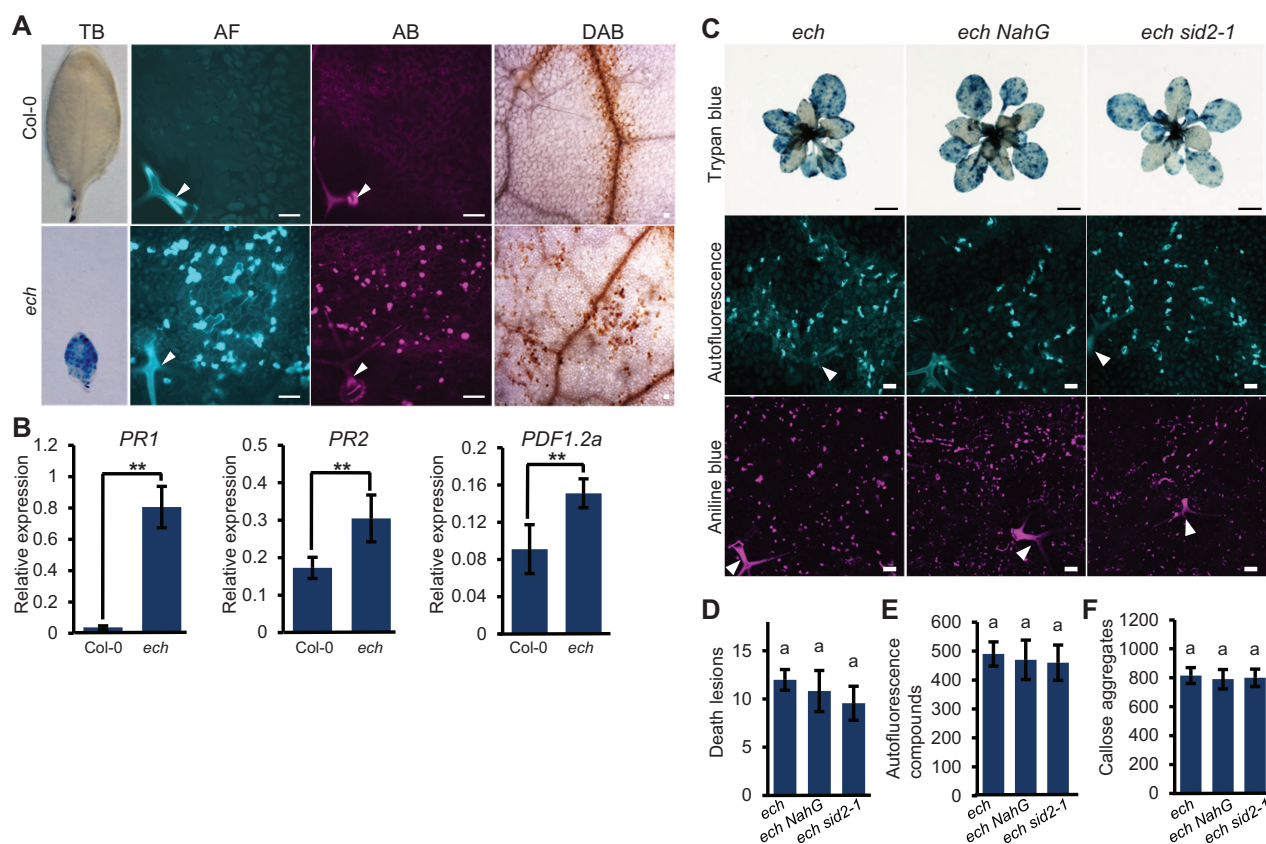 A
TB AF AB DAB
Col-0
ech
B
PR1
Relative expression
1.2
1
0.8
0.6
0.4
0.2
0
**
Col-0 ech
PR2
Relative expression
0.5
0.4
0.3
0.2
0.1
0
**
Col-0 ech
PDF1.2a
Relative expression
0.2
0.16
0.12
0.08
0.04
0
**
Col-0 ech
C
ech ech NahG ech sid2-1
Trypan blue
Autofluorescence
Aniline blue
D
Death lesions
15
10
5
0
a a a
ech ech NahG ech sid2-1
E
Autofluorescence
compounds
600
500
400
300
200
100
0
a a a
ech ech NahG ech sid2-1
F
Callose aggregates
1200
1000
800
600
400
200
0
a a a
ech ech NahG ech sid2-1